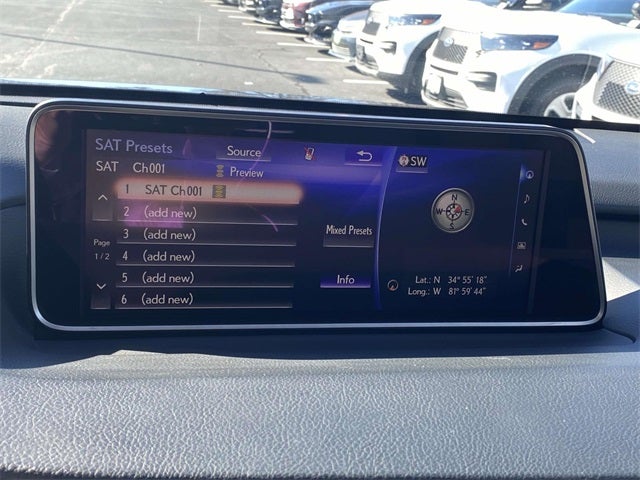 SAT Presets
Source
SW
SAT Ch001
Preview
1 SAT Ch001
2 (add new)
3 (add new)
4 (add new)
5 (add new)
6 (add new)
Page
1/2
Mixed Presets
Info
N
W E
S
Lat.: N 34° 55' 18"
Long.: W 81° 59' 44"